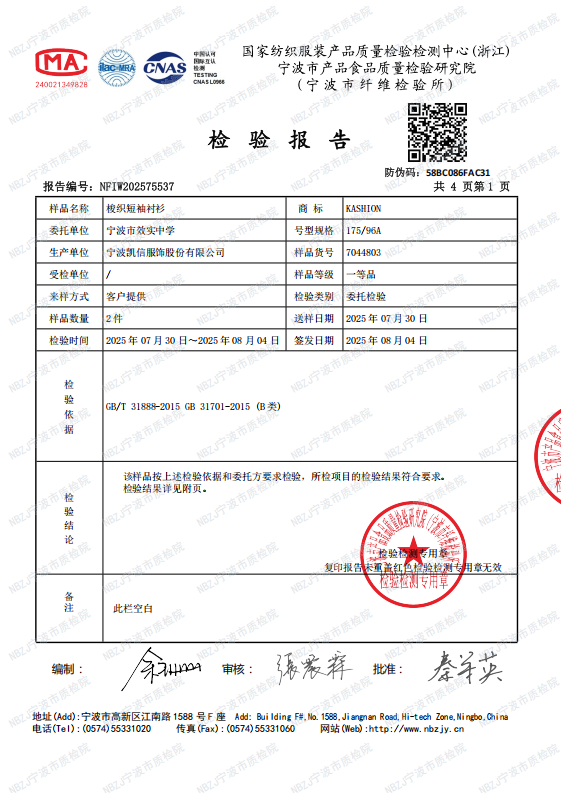 国家纺织服装产品质量检验检测中心(浙江)
宁波市产品食品质量检验研究院
(宁波市纤维检验所)
MA
240021349828
ilac-MRA
CNAS
中国认可
国际互认
检测
TESTING
CNAS L0968
检 验 报 告
防伪码: 58BC086FAC31
报告编号: NFIW202575537 共 4 页第 1 页
样品名称 梭织短袖衬衫 商 标 KASHION
委托单位 宁波市效实中学 号型规格 175/96A
生产单位 宁波凯信服饰股份有限公司 样品货号 7044803
受检单位 / 样品等级 一等品
来样方式 客户提供 检验类别 委托检验
样品数量 2 件 送样日期 2025 年 07 月 30 日
检验时间 2025 年 07 月 30 日～2025 年 08 月 04 日 签发日期 2025 年 08 月 04 日
检验依据 GB/T 31888-2015 GB 31701-2015 (B 类)
检验结论 该样品按上述检验依据和委托方要求检验，所检项目的检验结果符合要求。
检验结果详见附页。
检验检测专用章
复印报告未重盖红色检验检测专用章无效
检验检测专用章
备注 此栏空白
编制: 审核: 张震霖 批准: 秦华英
地址(Add):宁波市高新区江南路 1588 号 F 座 Add: Building F#,No.1588,Jiangnan Road,Hi-tech Zone,Ningbo,China
电话(Tel):(0574)55331020 传真(Fax):(0574)55331060 网站(Web):http://www.nbzjy.cn
NBZJ宁波市质检院